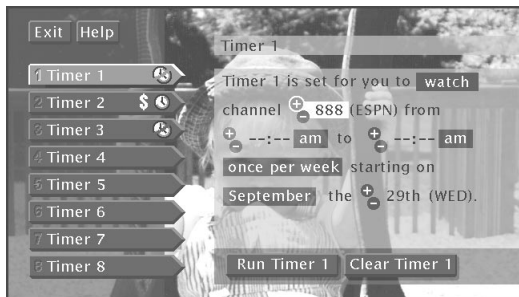 Exit Help
Timer 1
1 Timer 1
2 Timer 2 $
3 Timer 3
4 Timer 4
5 Timer 5
6 Timer 6
7 Timer 7
8 Timer 8
Timer 1 is set for you to watch
channel 888 (ESPN) from
--:-- am to --:-- am
once per week starting on
September the 29th (WED).
Run Timer 1 Clear Timer 1